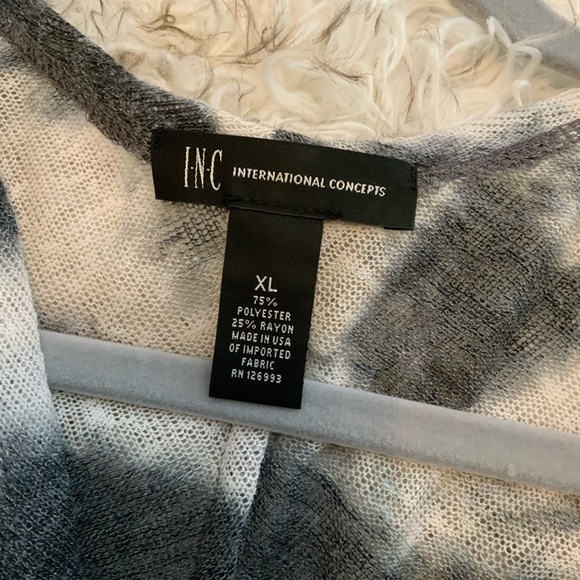 I·N·C INTERNATIONAL CONCEPTS
XL
75%
POLYESTER
25% RAYON
MADE IN USA
OF IMPORTED
FABRIC
RN 126993